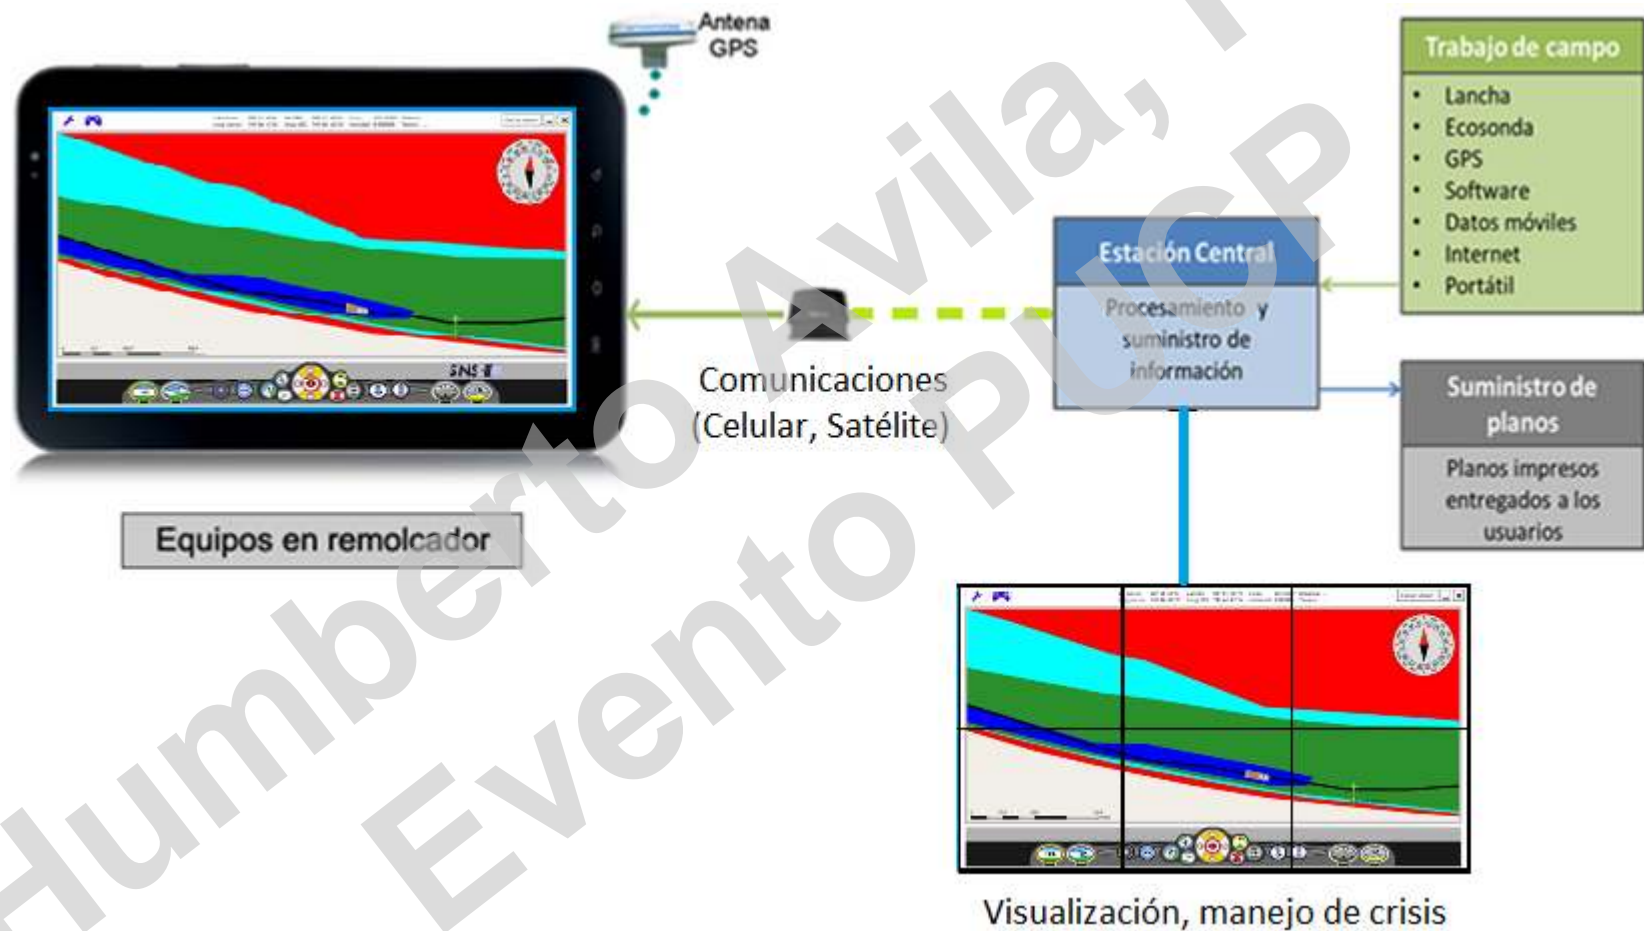 Antena
GPS
Trabajo de campo
• Lancha
• Ecosonda
• GPS
• Software
• Datos móviles
• Internet
• Portátil
Estación Central
Procesamiento y
suministro de
información
Comunicaciones
(Celular, Satélite)
Suministro de
planos
Planos impresos
entregados a los
usuarios
SNS-II
Equipos en remolcador
Visualización, manejo de crisis
Humberto Avila,
Evento PUCP